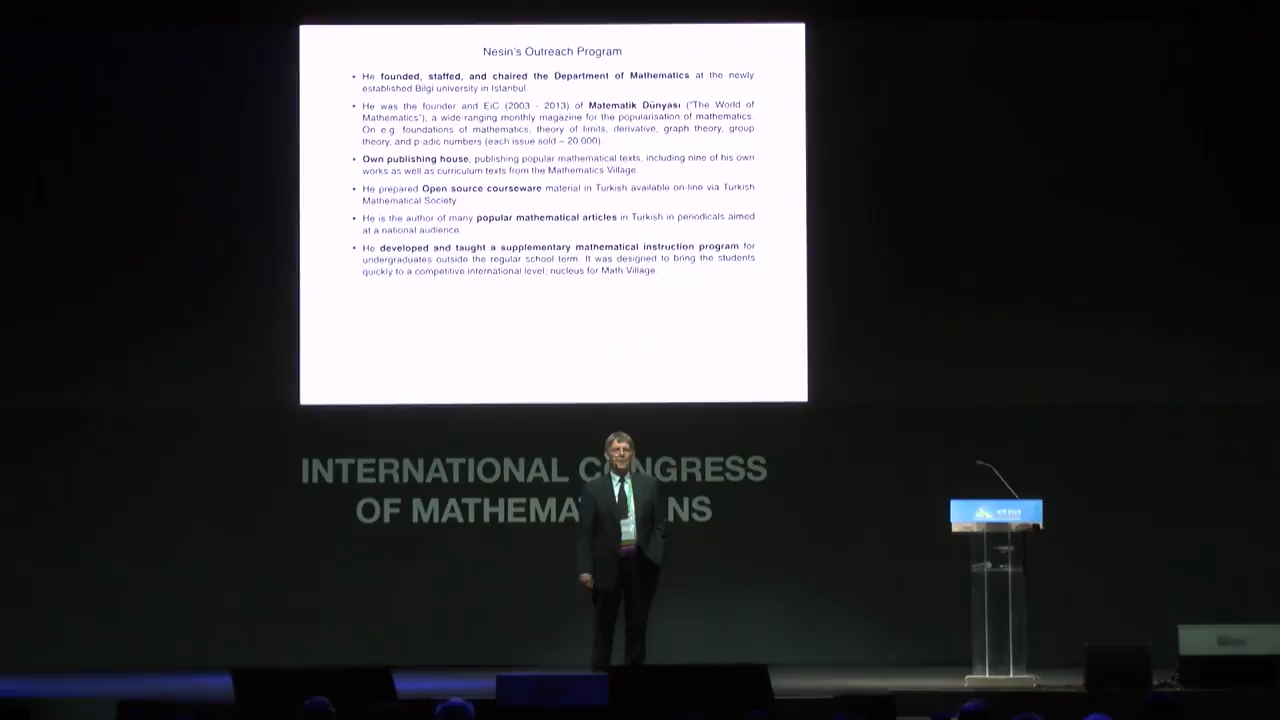 Nesin's Outreach Program
• He founded, staffed, and chaired the Department of Mathematics at the newly
established Bilgi university in Istanbul.
• He was the founder and EiC (2003 - 2013) of Matematik Dünyası ("The World of
Mathematics"), a wide-ranging monthly magazine for the popularisation of mathematics.
On e.g. foundations of mathematics, theory of limits, derivative, graph theory, group
theory, and p-adic numbers (each issue sold ~ 20.000).
• Own publishing house, publishing popular mathematical texts, including nine of his own
works as well as curriculum texts from the Mathematics Village.
• He prepared Open source courseware material in Turkish available on-line via Turkish
Mathematical Society.
• He is the author of many popular mathematical articles in Turkish in periodicals aimed
at a national audience.
• He developed and taught a supplementary mathematical instruction program for
undergraduates outside the regular school term. It was designed to bring the students
quickly to a competitive international level; nucleus for Math Village.
INTERNATIONAL C NGRESS
OF MATHEMAT NS